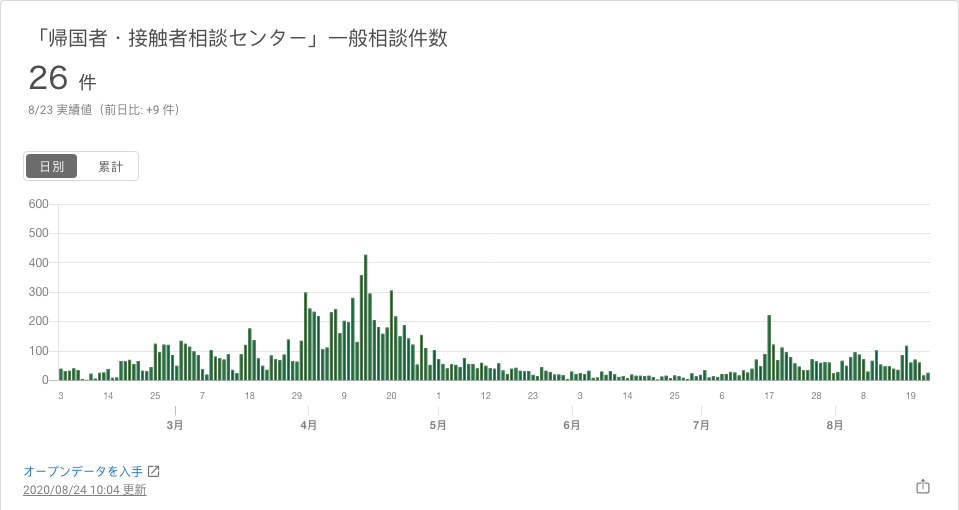 「帰国者・接触者相談センター」一般相談件数
26 件
8/23 実績値（前日比: +9 件）
日別 累計
600
500
400
300
200
100
0
3 14 25 7 18 29 9 20 1 12 23 3 14 25 6 17 28 8 19
3月 4月 5月 6月 7月 8月
オープンデータを入手
2020/08/24 10:04 更新